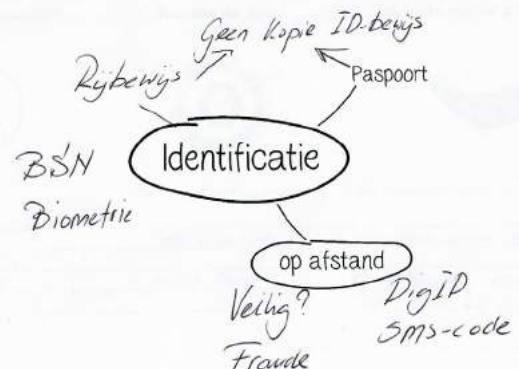 Geen Kopie ID-bewijs
Rijbewijs
Paspoort
Identificatie
BSN
Biometrie
op afstand
Veilig?
Fraude
DigID
SMS-code